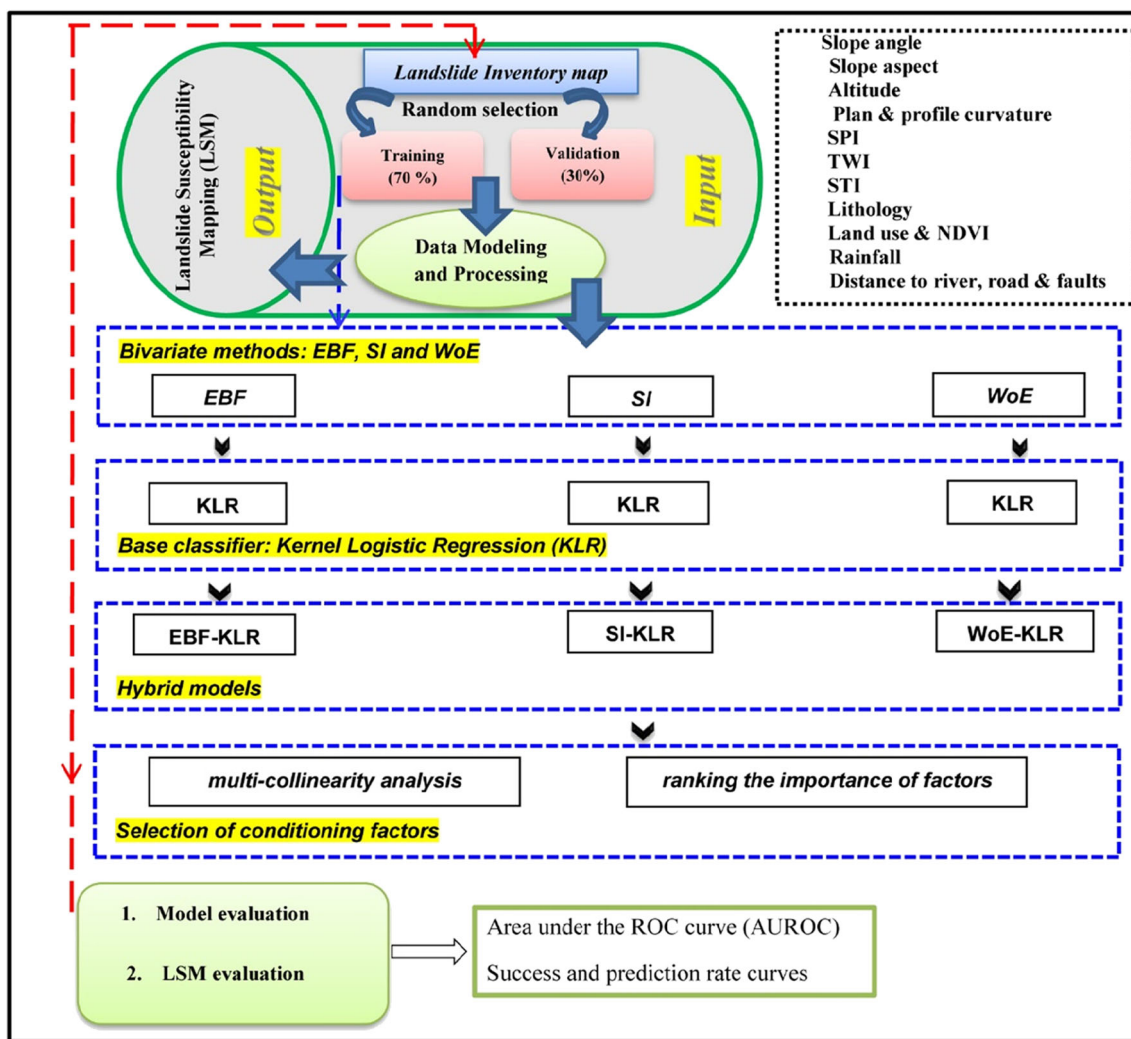 Landslide Inventory map
Random selection
Training
(70 %)
Validation
(30%)
Data Modeling
and Processing
Landslide Susceptibility
Mapping (LSM)
Output
Input
Slope angle
Slope aspect
Altitude
Plan & profile curvature
SPI
TWI
STI
Lithology
Land use & NDVI
Rainfall
Distance to river, road & faults
Bivariate methods: EBF, SI and WoE
EBF
SI
WoE
KLR
KLR
KLR
Base classifier: Kernel Logistic Regression (KLR)
EBF-KLR
SI-KLR
WoE-KLR
Hybrid models
multi-collinearity analysis
ranking the importance of factors
Selection of conditioning factors
1. Model evaluation
2. LSM evaluation
Area under the ROC curve (AUROC)
Success and prediction rate curves